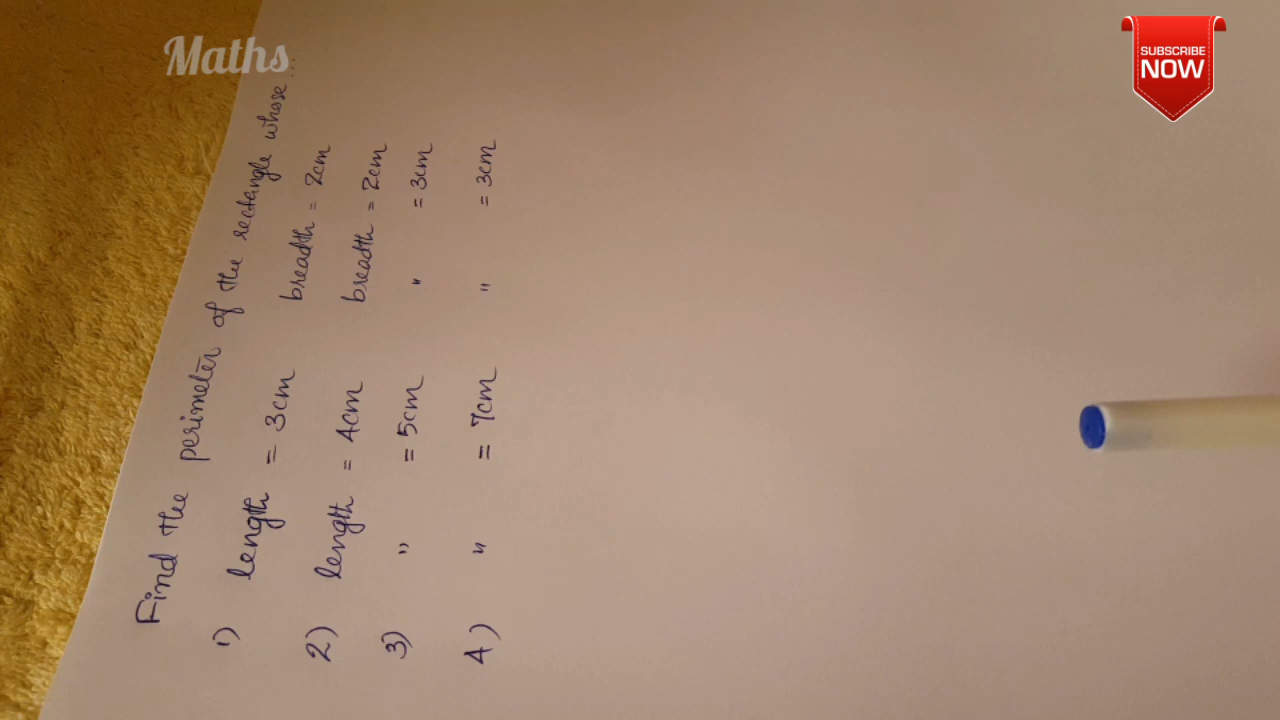 Maths
SUBSCRIBE
NOW
Find the perimeter of the rectangle whose...
1) length = 3cm breadth = 2cm
2) length = 4cm breadth = 2cm
3) " = 5cm " = 3cm
4) " = 7cm " = 3cm